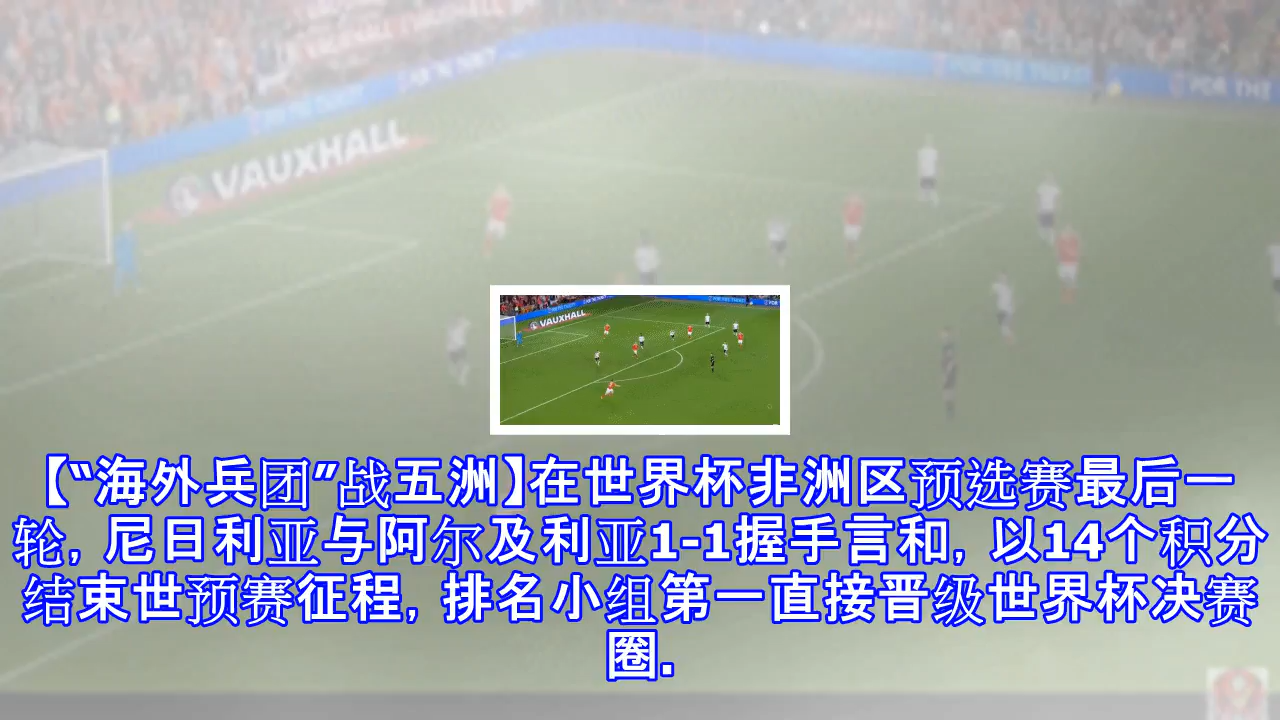 VAUXHALL
FOR THE
VAUXHALL
【“海外兵团”战五洲】在世界杯非洲区预选赛最后一
轮, 尼日利亚与阿尔及利亚1-1握手言和, 以14个积分
结束世预赛征程, 排名小组第一直接晋级世界杯决赛
圈.